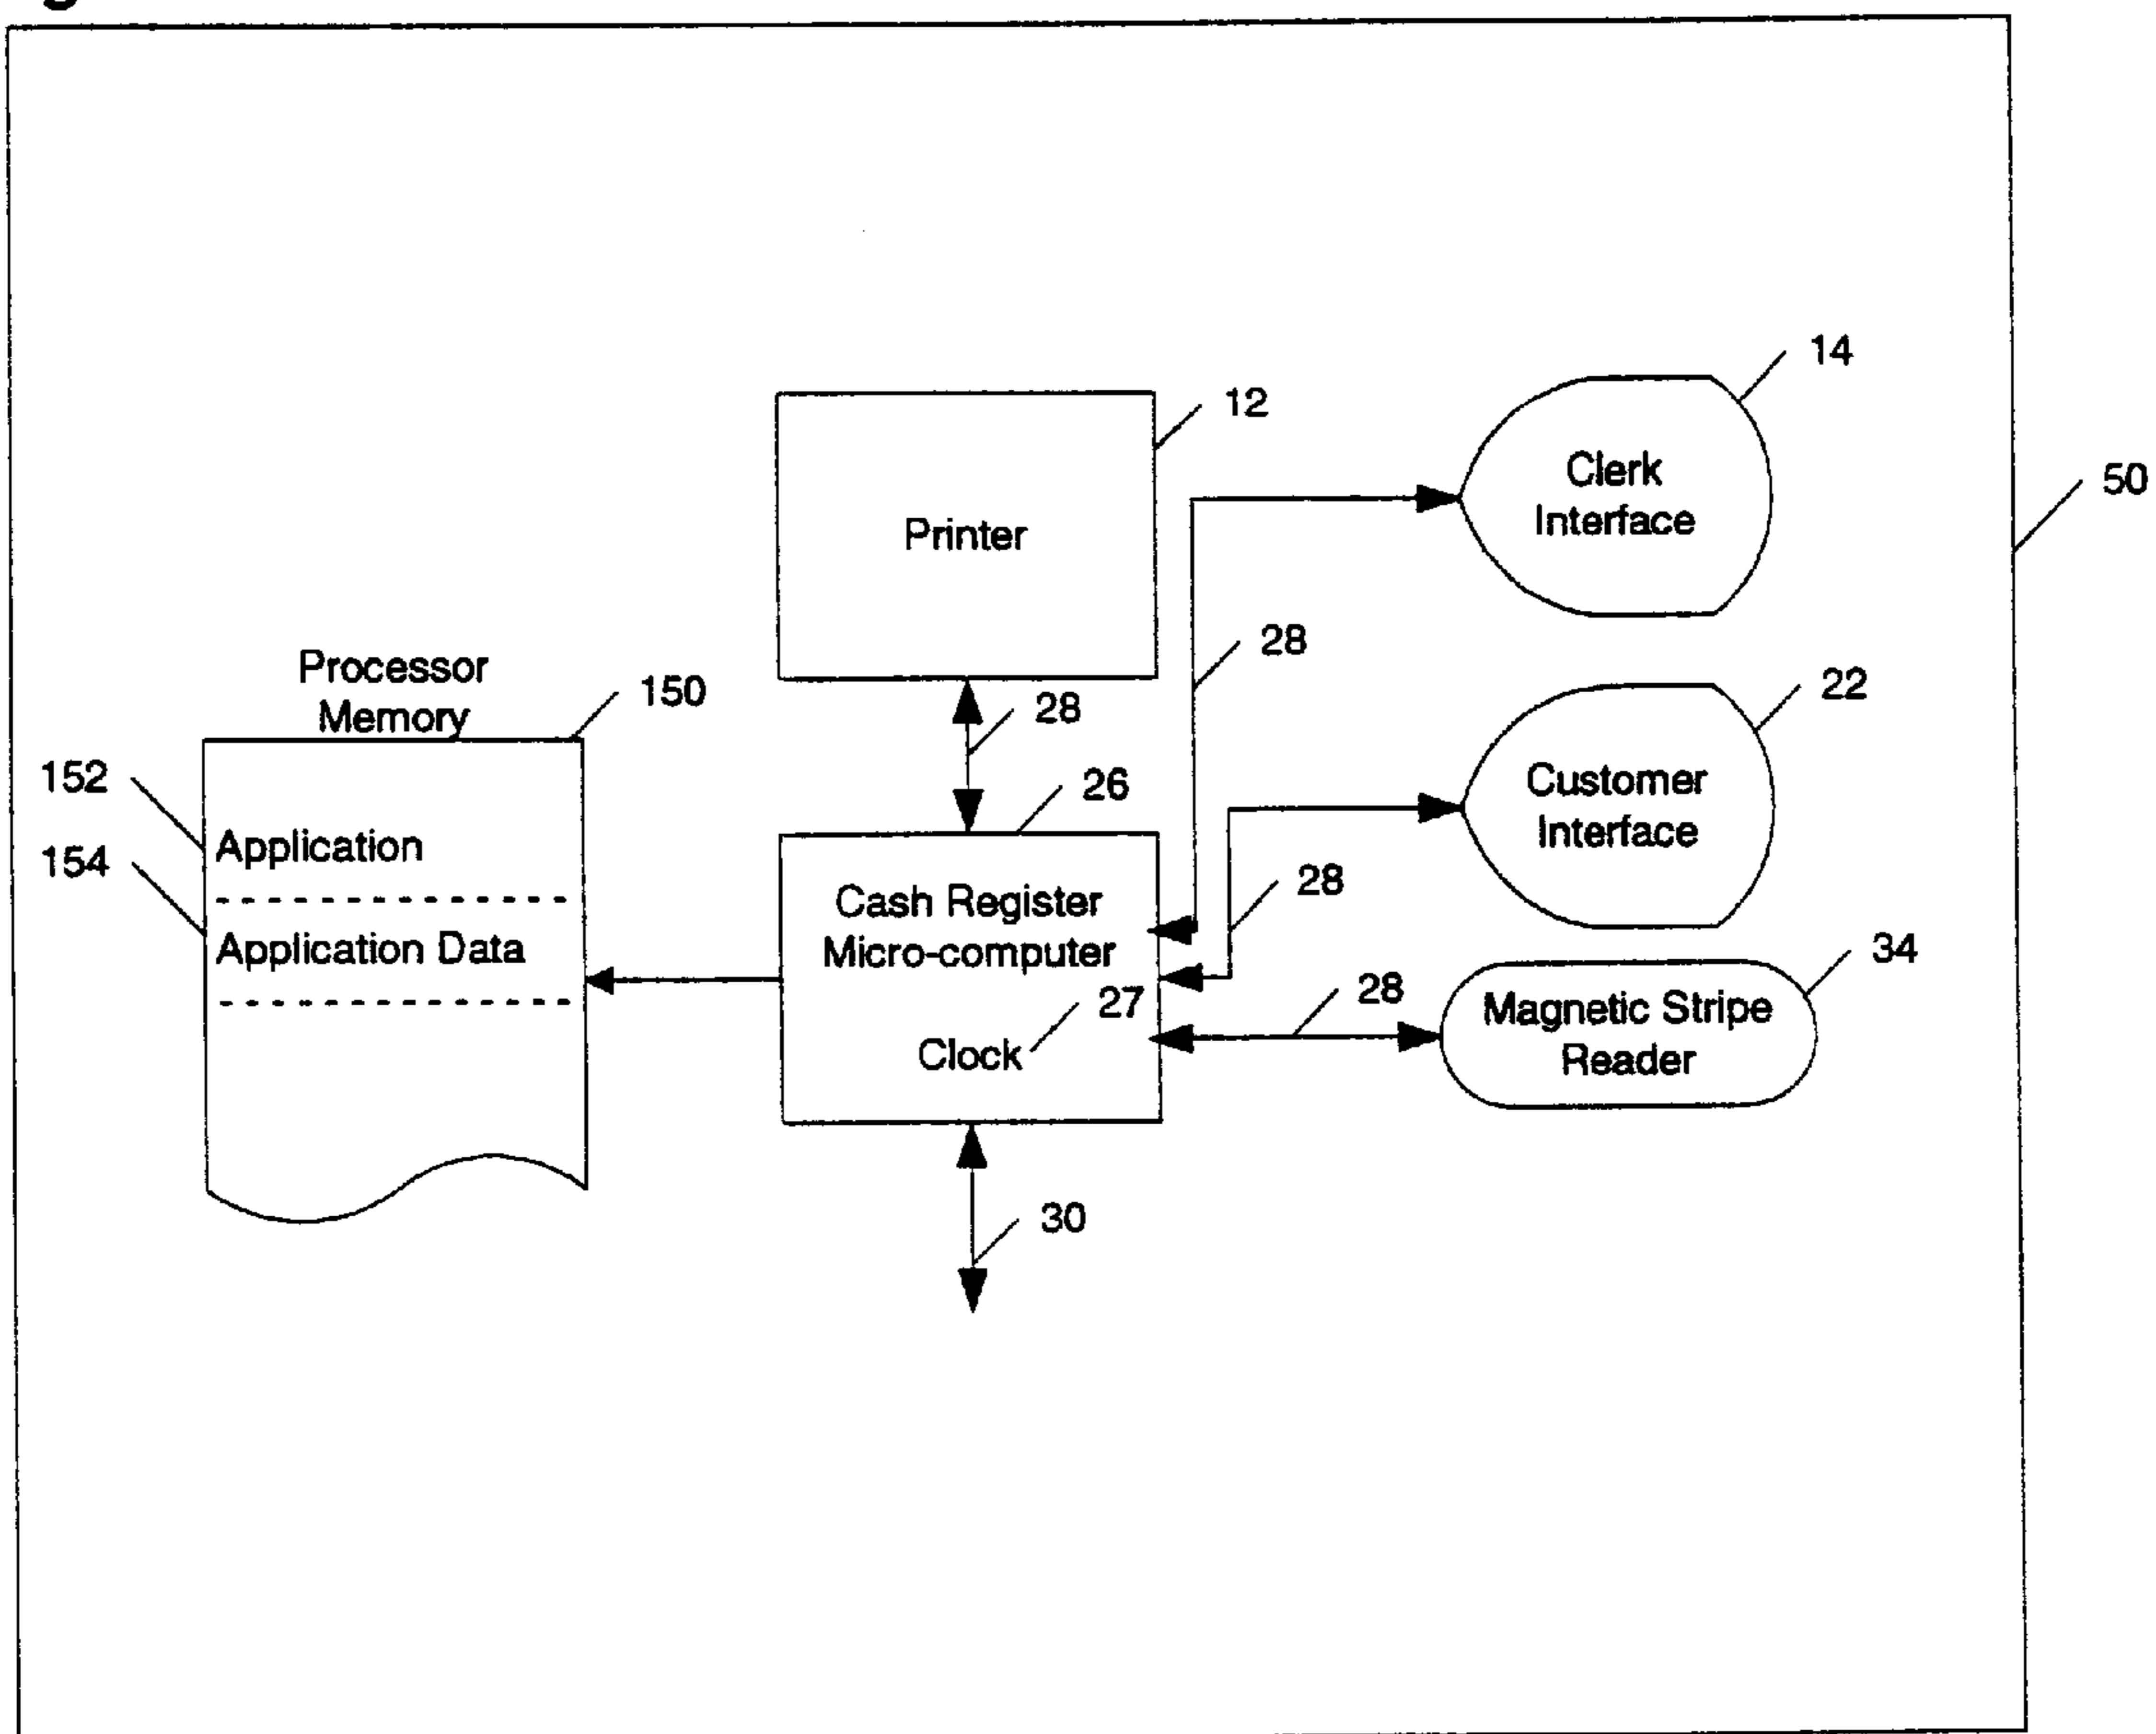 14
12
Clerk
Interface
50
Printer
28
Processor
Memory
150
28
22
152
26
Customer
Interface
Application
154
28
Cash Register
Micro-computer
Application Data
34
28
Magnetic Stripe
Reader
27
Clock
30